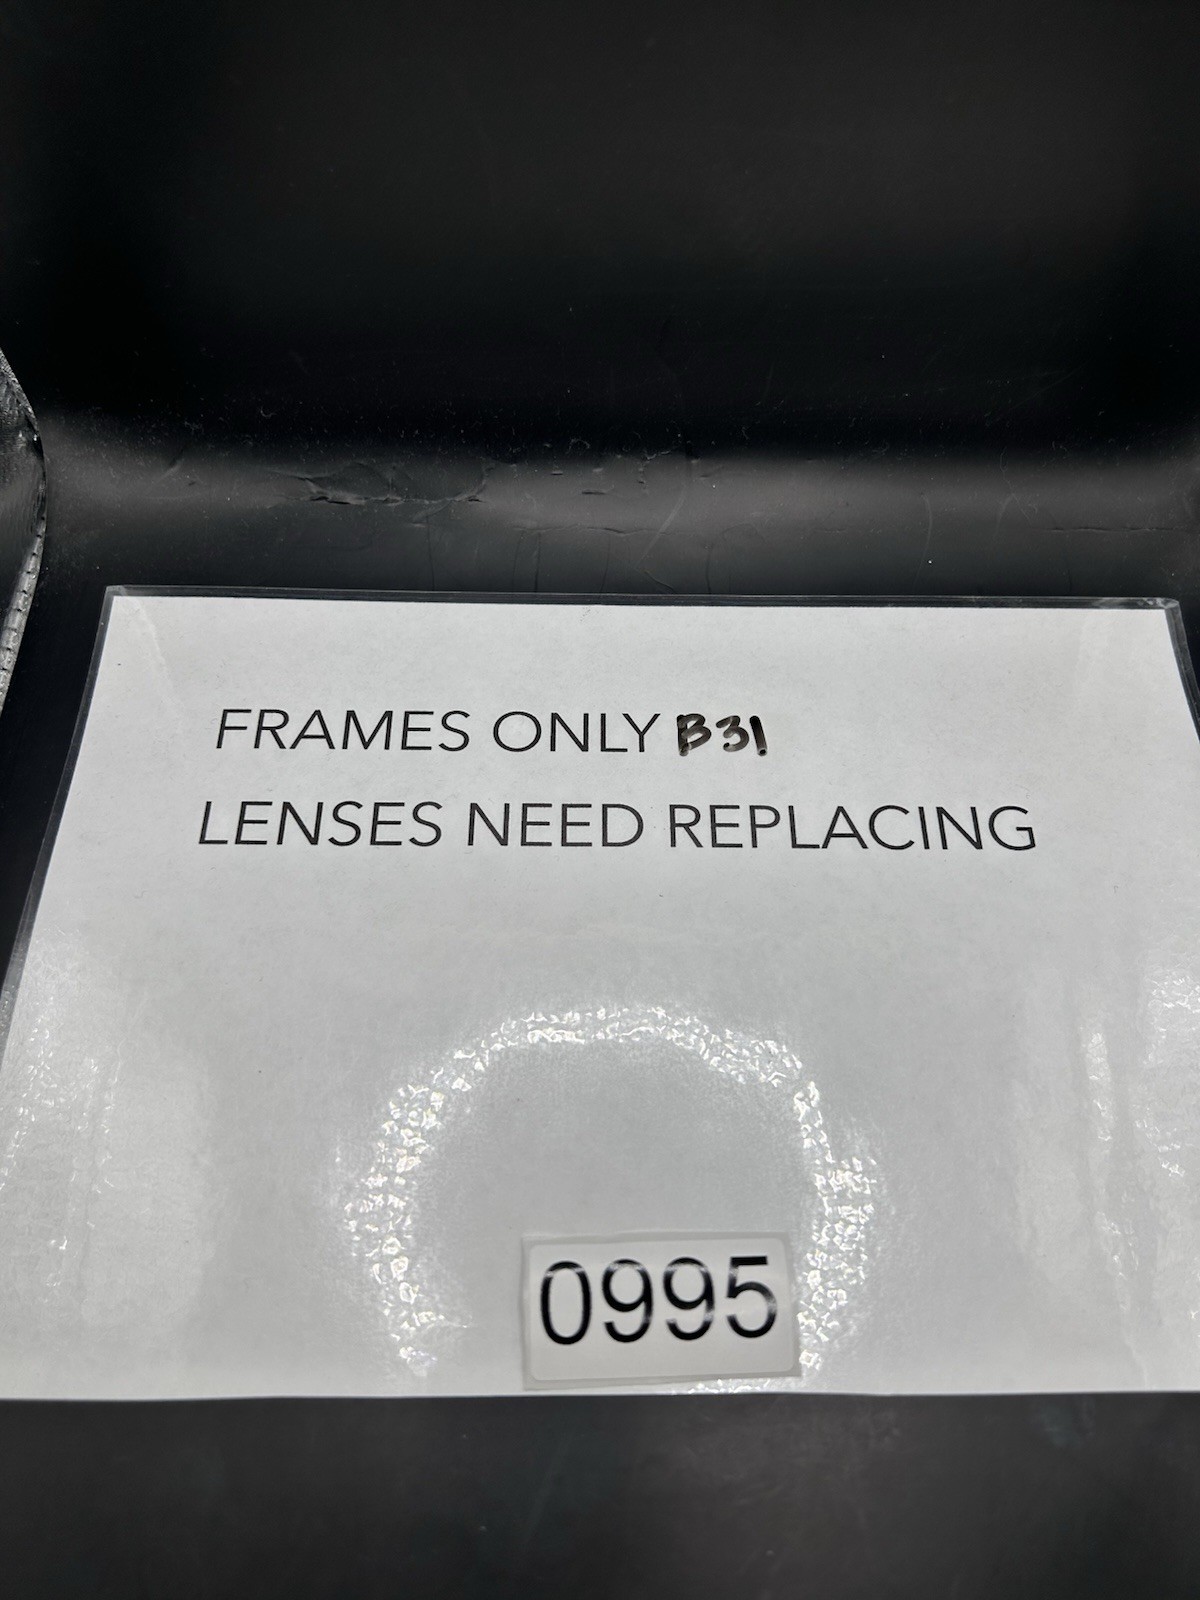 FRAMES ONLY B31
LENSES NEED REPLACING
0995